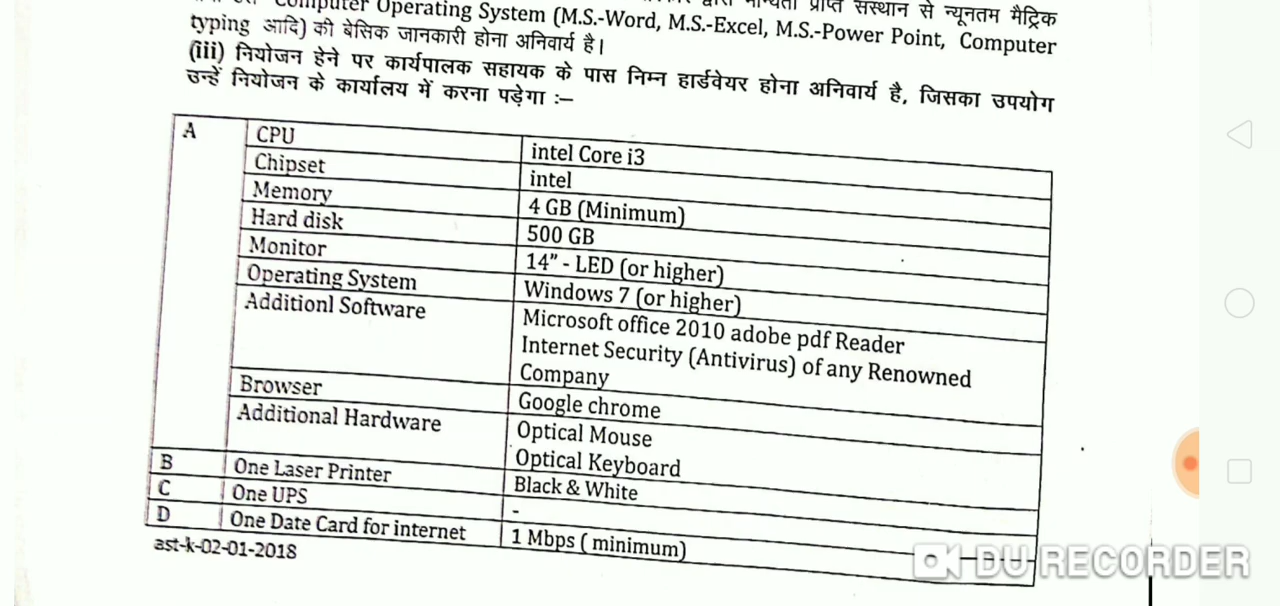 मान्यता प्राप्त संस्थान से न्यूनतम मैट्रिक
Computer Operating System (M.S.-Word, M.S.-Excel, M.S.-Power Point, Computer
typing आदि) की बेसिक जानकारी होना अनिवार्य है।
(iii) नियोजन हेने पर कार्यपालक सहायक के पास निम्न हार्डवेयर होना अनिवार्य है, जिसका उपयोग
उन्हें नियोजन के कार्यालय में करना पड़ेगा :–
A CPU intel Core i3
Chipset intel
Memory 4 GB (Minimum)
Hard disk 500 GB
Monitor 14” - LED (or higher)
Operating System Windows 7 (or higher)
Additionl Software Microsoft office 2010 adobe pdf Reader
Internet Security (Antivirus) of any Renowned
Company
Browser Google chrome
Additional Hardware Optical Mouse
Optical Keyboard
B One Laser Printer Black & White
C One UPS -
D One Date Card for internet 1 Mbps ( minimum)
ast-k-02-01-2018
DU RECORDER